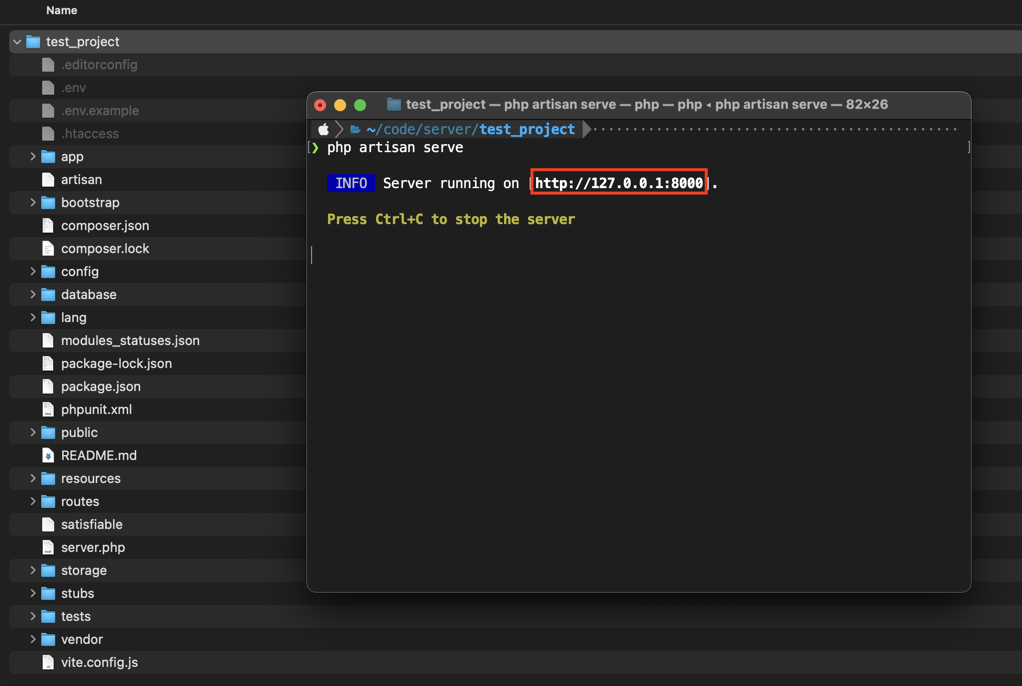 Name
test_project
.editorconfig
.env
.env.example
.htaccess
app
artisan
bootstrap
composer.json
composer.lock
config
database
lang
modules_statuses.json
package-lock.json
package.json
phpunit.xml
public
README.md
resources
routes
satisfiable
server.php
storage
stubs
tests
vendor
vite.config.js
test_project — php artisan serve — php — php ◂ php artisan serve — 82×26
~/code/server/test_project
[❯ php artisan serve ]
INFO Server running on [http://127.0.0.1:8000].
Press Ctrl+C to stop the server